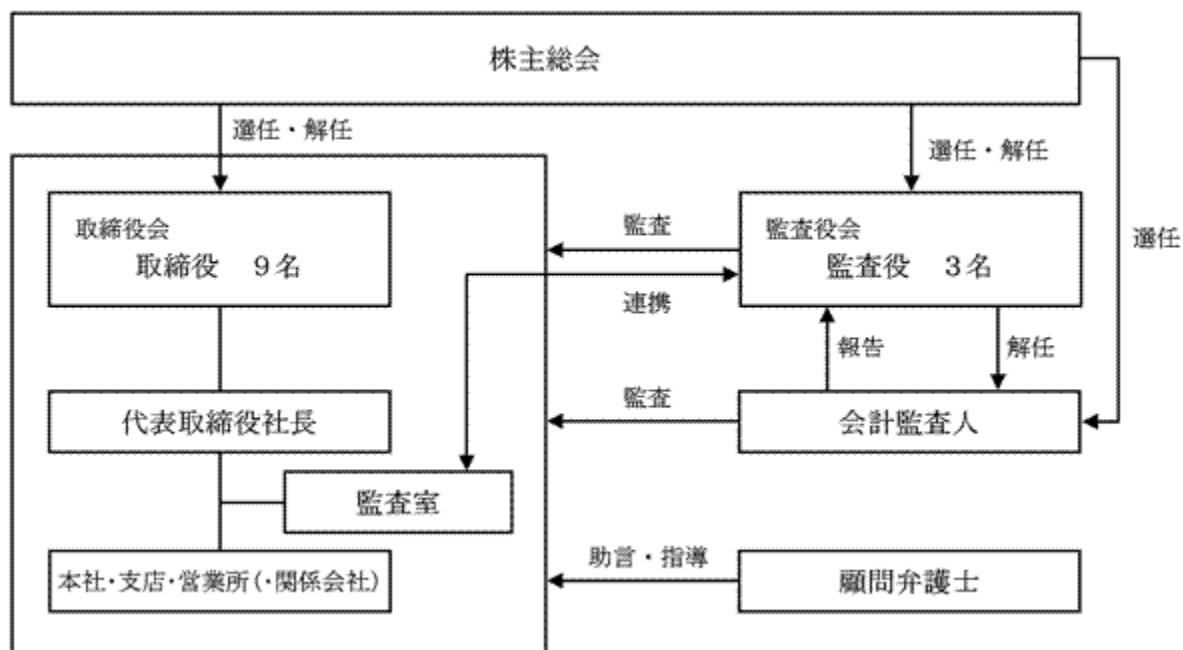 株主総会
選任・解任
選任・解任
取締役会
取締役　９名
監査
監査役会
監査役　３名
選任
連携
報告
解任
代表取締役社長
監査
会計監査人
監査室
本社・支店・営業所(・関係会社)
助言・指導
顧問弁護士